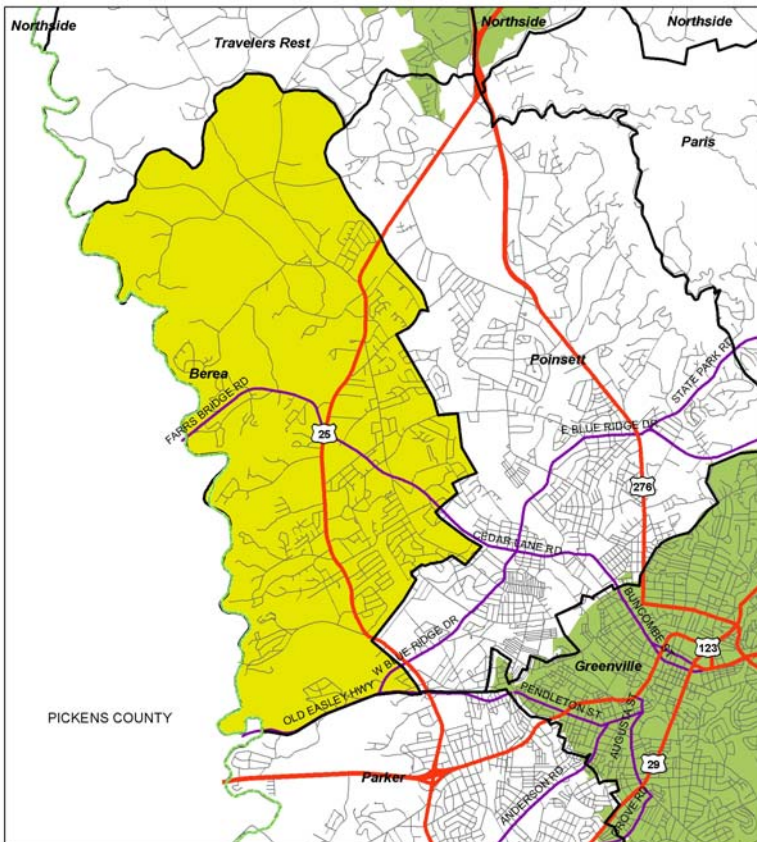 Northside
Northside
Northside
Travelers Rest
Paris
Poinsett
STATE PARK RD
Berea
FARRS BRIDGE RD
25
E BLUE RIDGE DR
276
CEDAR LANE RD
BUNCOMBE ST
W BLUE RIDGE DR
123
Greenville
OLD EASLEY HWY
PENDLETON ST
AUGUSTA ST
PICKENS COUNTY
29
Parker
ANDERSON RD
GROVE RD